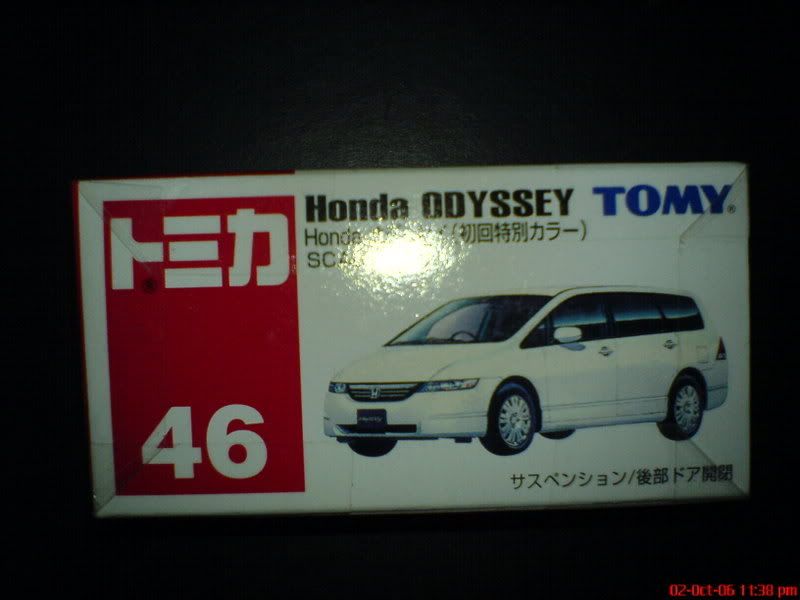 トミカ
46
Honda ODYSSEY TOMY®
Honda (初回特別カラー)
サスペンション/後部ドア開閉
02-Oct-06 11:38 pm